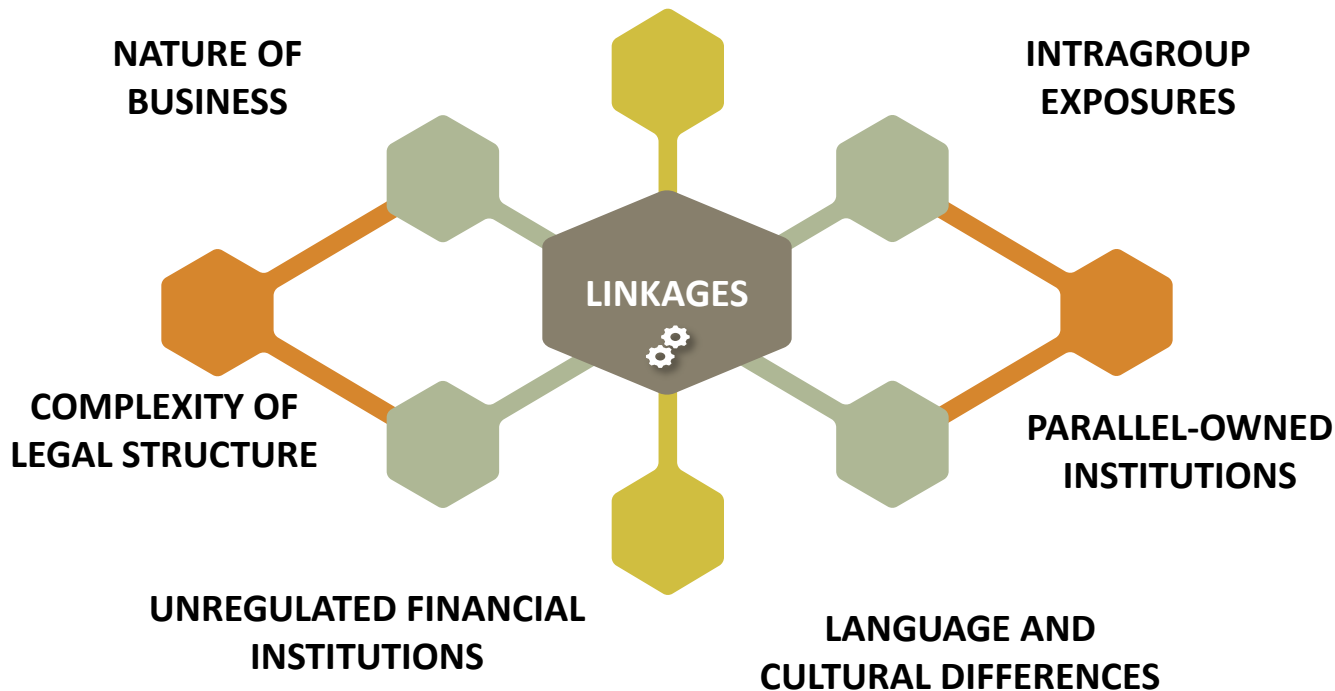 NATURE OF
BUSINESS
INTRAGROUP
EXPOSURES
LINKAGES
COMPLEXITY OF
LEGAL STRUCTURE
PARALLEL-OWNED
INSTITUTIONS
UNREGULATED FINANCIAL
INSTITUTIONS
LANGUAGE AND
CULTURAL DIFFERENCES